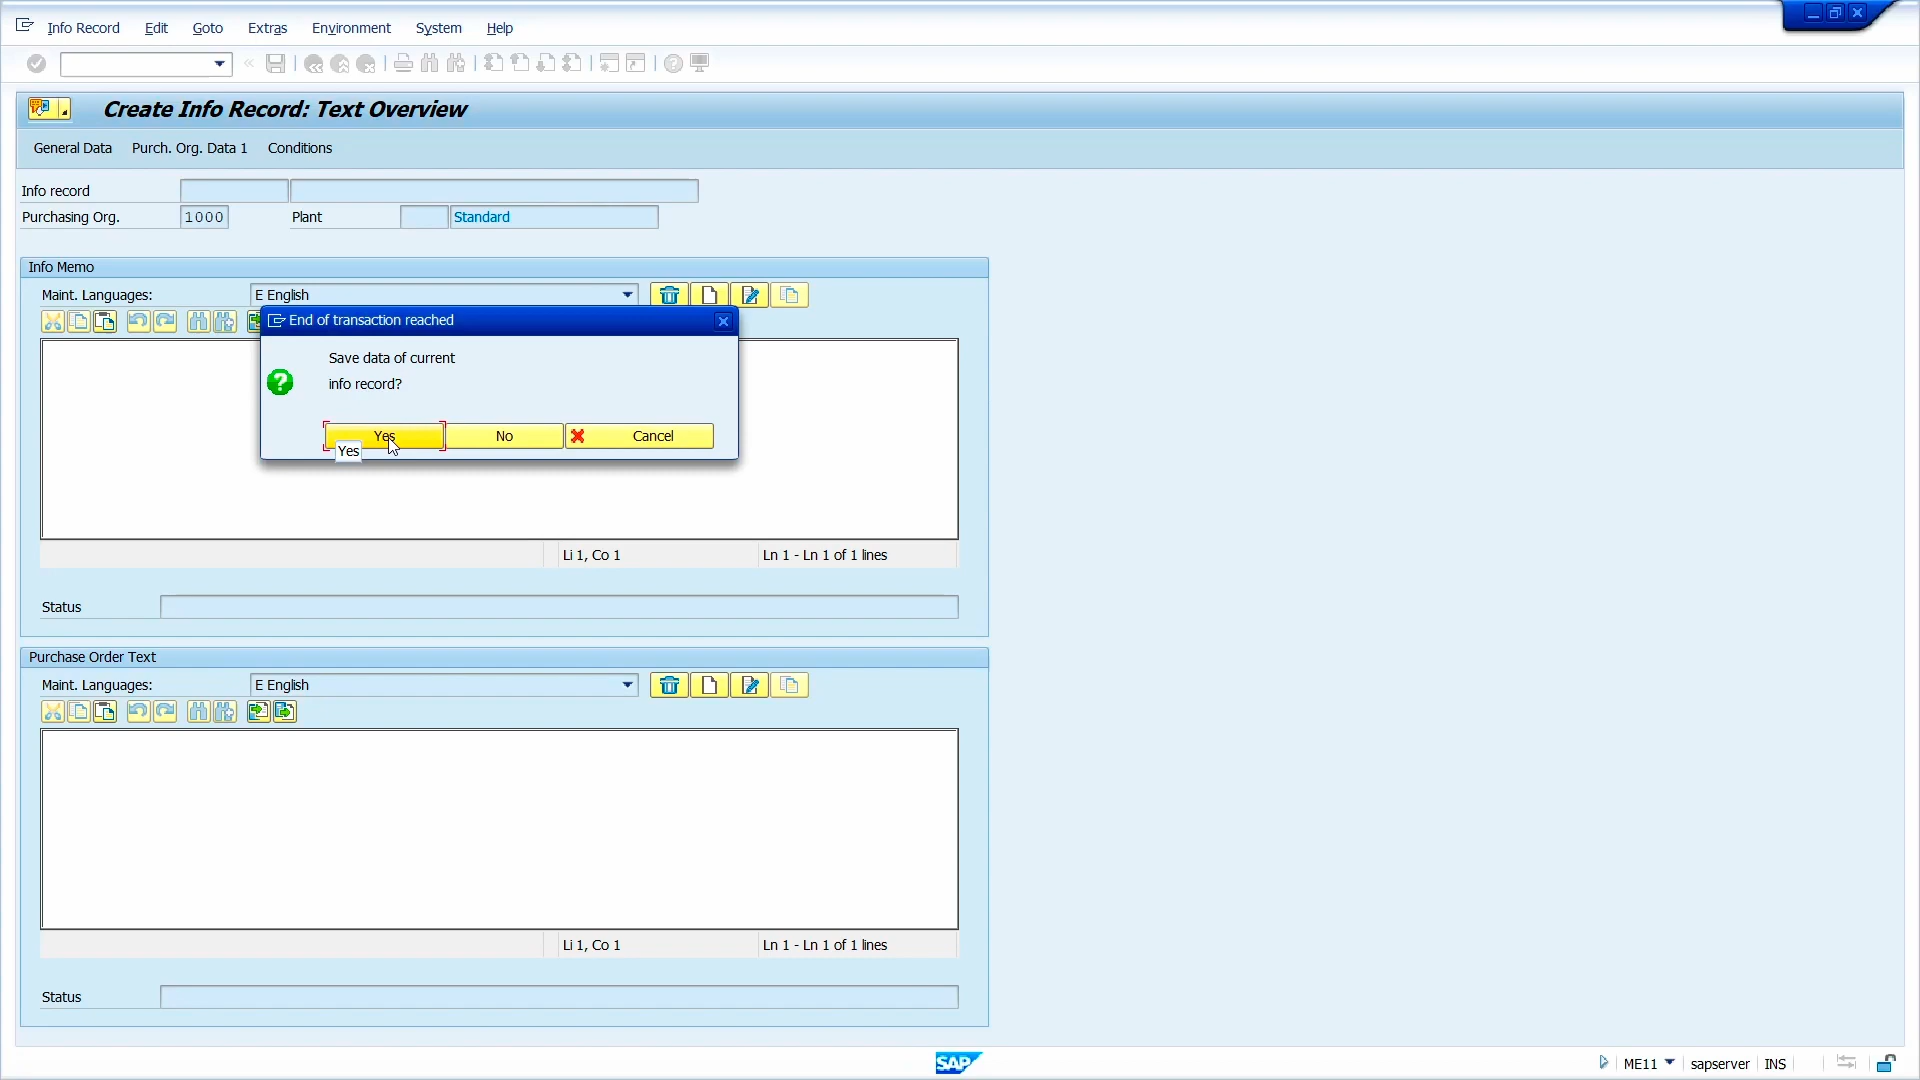 Info Record Edit Goto Extras Environment System Help
Create Info Record: Text Overview
General Data Purch. Org. Data 1 Conditions
Info record
Purchasing Org. 1000 Plant Standard
Info Memo
Maint. Languages: E English
End of transaction reached
Save data of current
info record?
Yes No Cancel
Yes
Li 1, Co 1 Ln 1 - Ln 1 of 1 lines
Status
Purchase Order Text
Maint. Languages: E English
Li 1, Co 1 Ln 1 - Ln 1 of 1 lines
Status
SAP ME11 sapserver INS